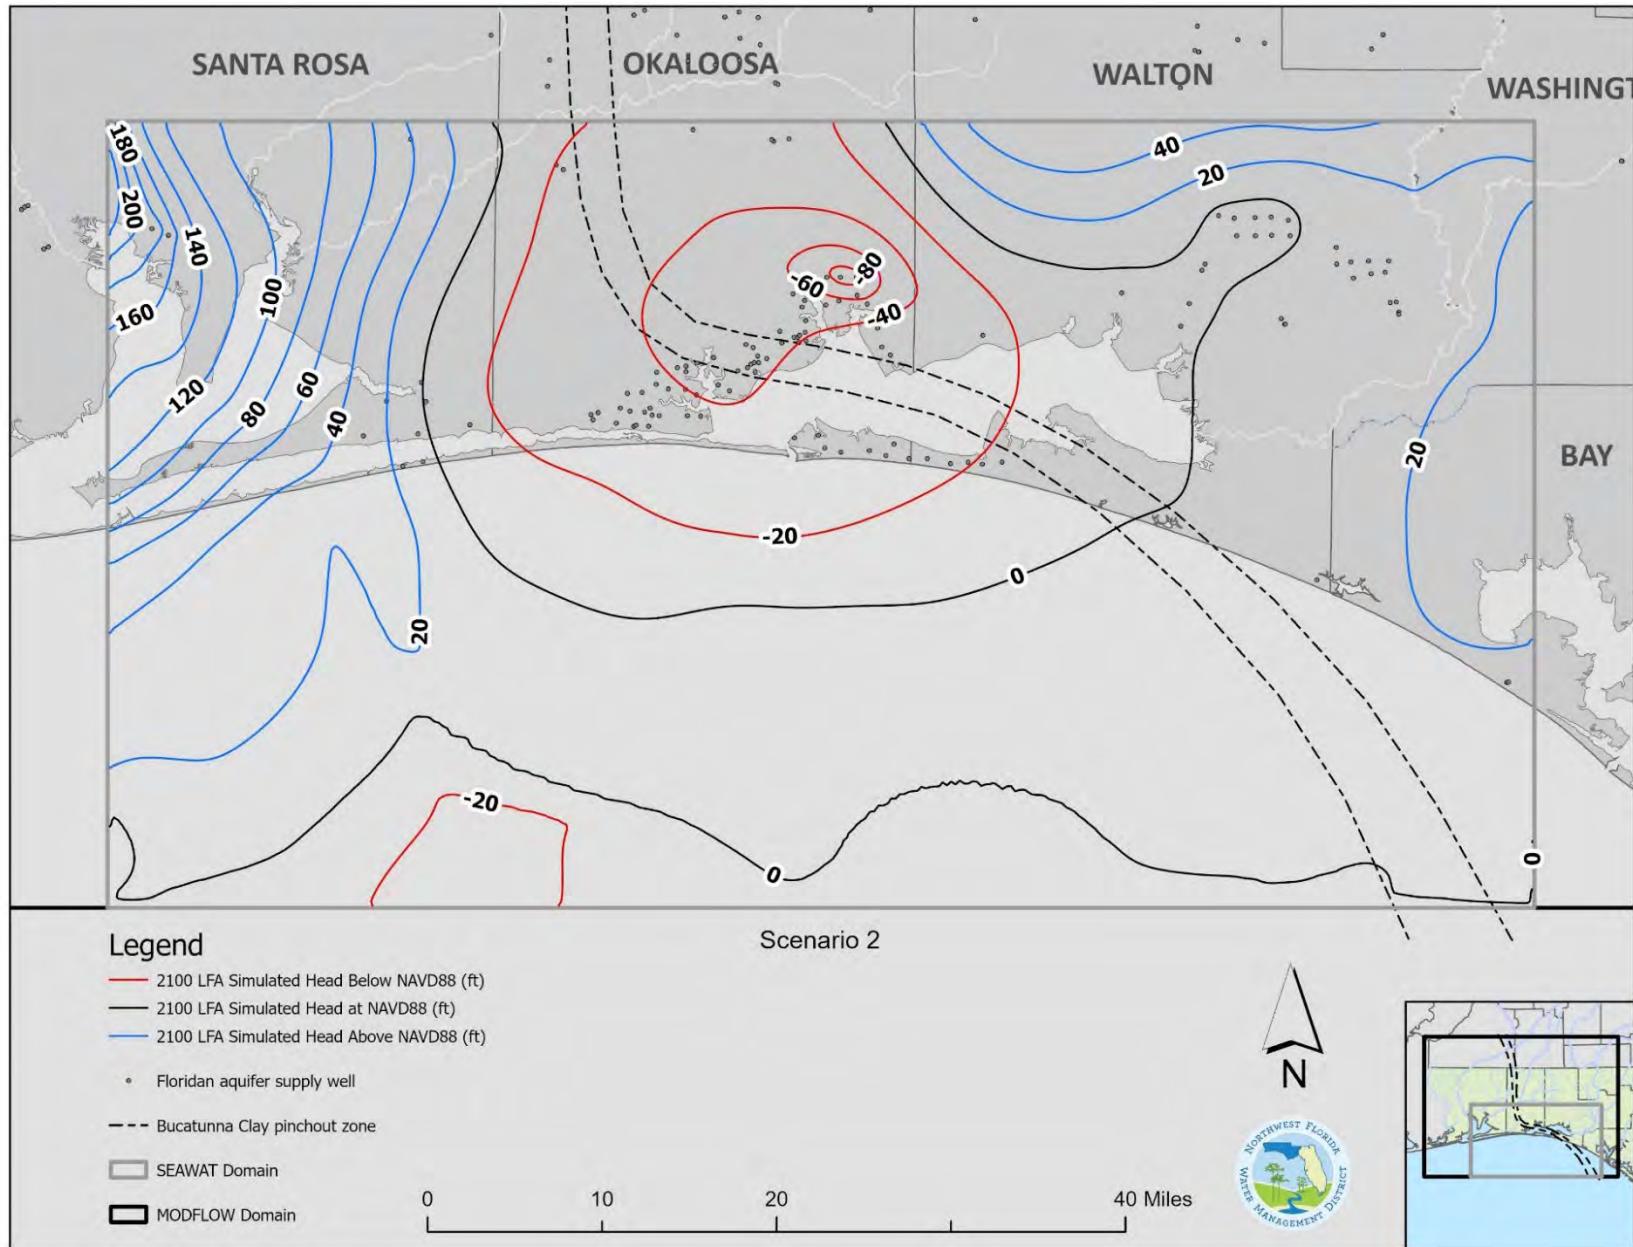 SANTA ROSA
OKALOOSA
WALTON
WASHINGT
180
200
140
160
100
120
80
60
40
20
-60
-80
-40
-20
0
40
20
20
BAY
-20
0
0
Scenario 2
Legend
2100 LFA Simulated Head Below NAVD88 (ft)
2100 LFA Simulated Head at NAVD88 (ft)
2100 LFA Simulated Head Above NAVD88 (ft)
Floridan aquifer supply well
Bucatunna Clay pinchout zone
SEAWAT Domain
MODFLOW Domain
0 10 20 40 Miles
N
NORTHWEST FLORIDA
WATER MANAGEMENT DISTRICT